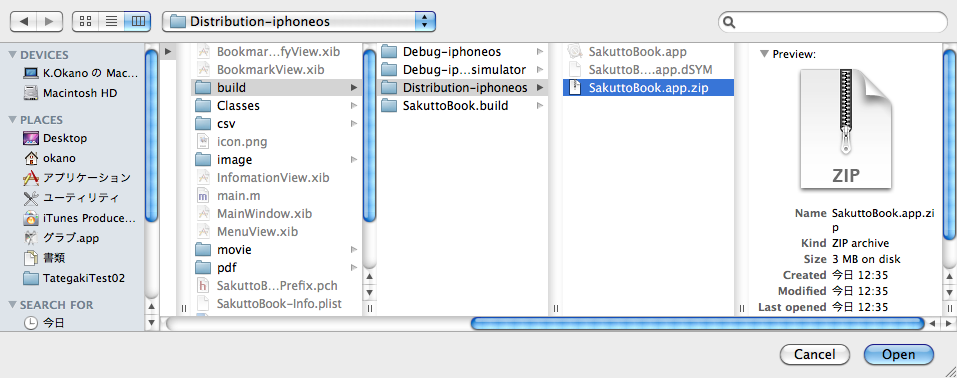 Distribution-iphoneos
DEVICES
K.Okano の Mac...
Macintosh HD
PLACES
Desktop
okano
アプリケーション
ユーティリティ
iTunes Produce...
グラブ.app
書類
TategakiTest02
SEARCH FOR
今日
Bookmar...fyView.xib
BookmarkView.xib
build
Classes
csv
icon.png
image
InfomationView.xib
main.m
MainWindow.xib
MenuView.xib
movie
pdf
SakuttoB...Prefix.pch
SakuttoBook-Info.plist
Debug-iphoneos
Debug-ip...simulator
Distribution-iphoneos
SakuttoBook.build
SakuttoBook.app
SakuttoB....app.dSYM
SakuttoBook.app.zip
Preview:
ZIP
Name SakuttoBook.app.zi
p
Kind ZIP archive
Size 3 MB on disk
Created 今日 12:35
Modified 今日 12:35
Last opened 今日 12:35
Cancel
Open